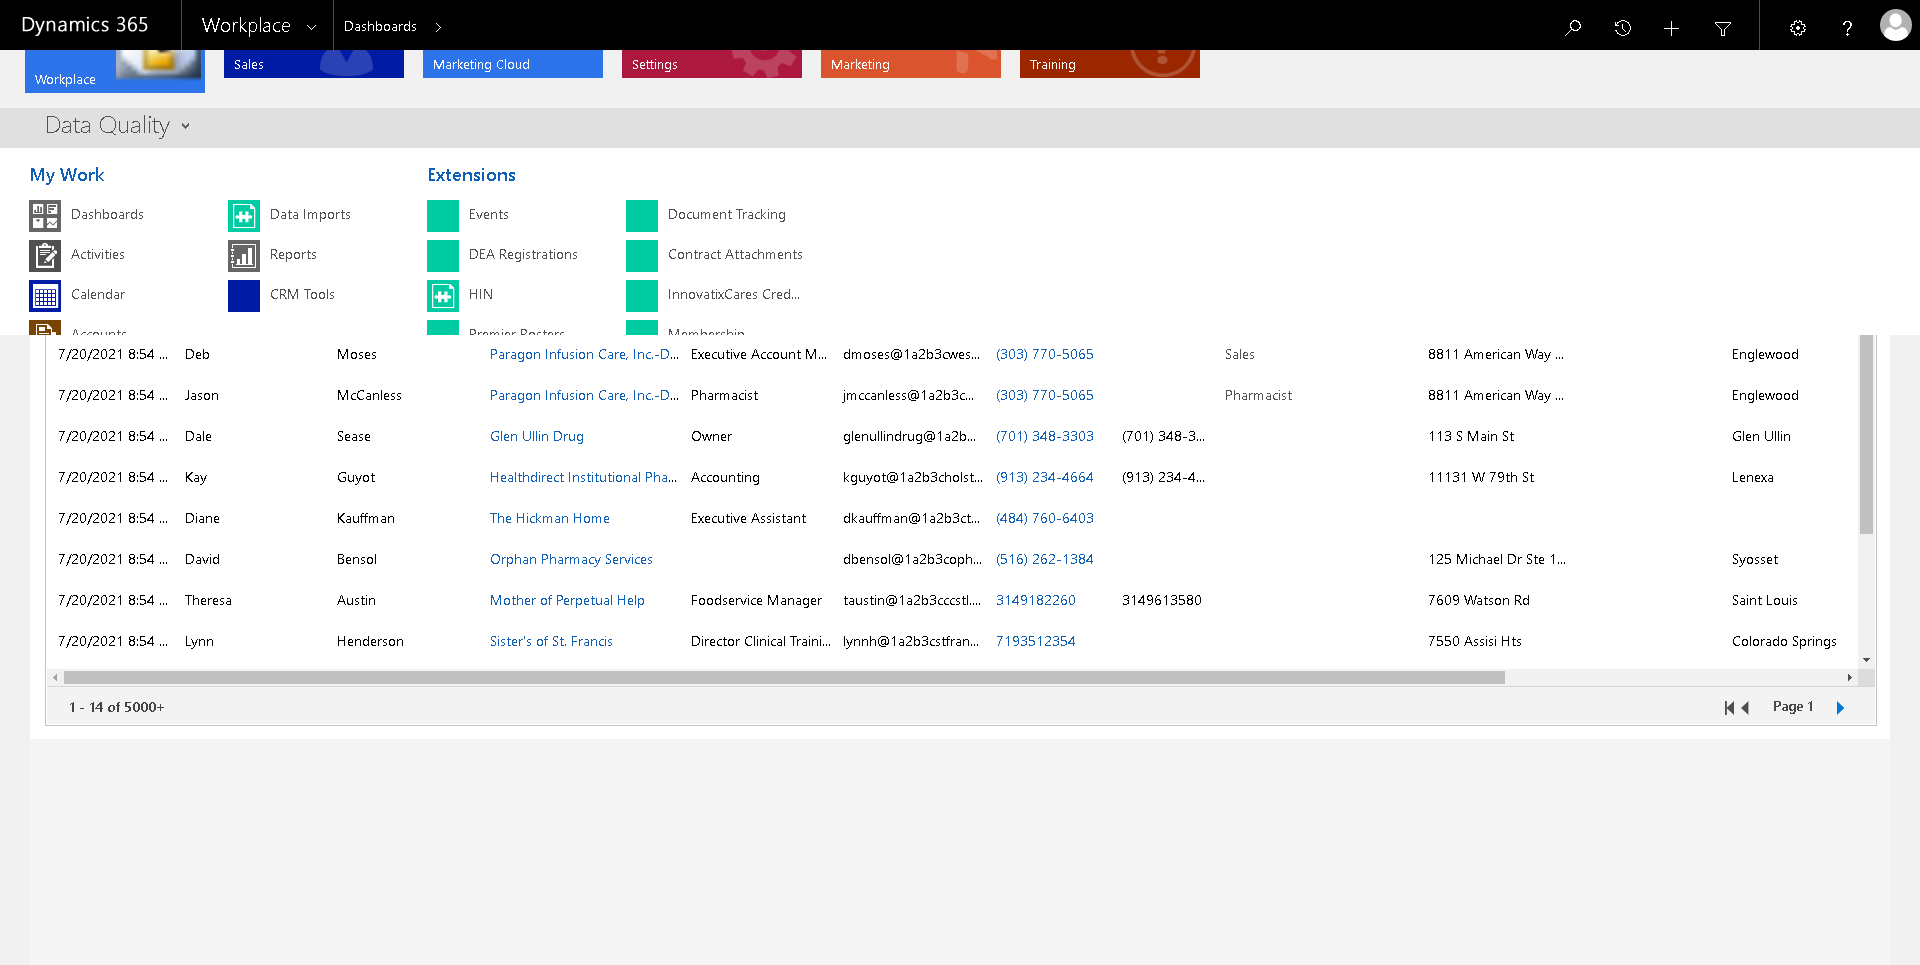 Dynamics 365 Workplace Dashboards
Workplace Sales Marketing Cloud Settings Marketing Training
Data Quality
My Work Extensions
Dashboards Data Imports Events Document Tracking
Activities Reports DEA Registrations Contract Attachments
Calendar CRM Tools HIN InnovatixCares Cred...
Accounts Premier Rosters Membership
7/20/2021 8:54 ... Deb Moses Paragon Infusion Care, Inc.-D... Executive Account M... dmoses@1a2b3cwes... (303) 770-5065 Sales 8811 American Way ... Englewood
7/20/2021 8:54 ... Jason McCanless Paragon Infusion Care, Inc.-D... Pharmacist jmccanless@1a2b3c... (303) 770-5065 Pharmacist 8811 American Way ... Englewood
7/20/2021 8:54 ... Dale Sease Glen Ullin Drug Owner glenullindrug@1a2b... (701) 348-3303 (701) 348-3... 113 S Main St Glen Ullin
7/20/2021 8:54 ... Kay Guyot Healthdirect Institutional Pha... Accounting kguyot@1a2b3cholst... (913) 234-4664 (913) 234-4... 11131 W 79th St Lenexa
7/20/2021 8:54 ... Diane Kauffman The Hickman Home Executive Assistant dkauffman@1a2b3ct... (484) 760-6403
7/20/2021 8:54 ... David Bensol Orphan Pharmacy Services dbensol@1a2b3coph... (516) 262-1384 125 Michael Dr Ste 1... Syosset
7/20/2021 8:54 ... Theresa Austin Mother of Perpetual Help Foodservice Manager taustin@1a2b3cccstl.... 3149182260 3149613580 7609 Watson Rd Saint Louis
7/20/2021 8:54 ... Lynn Henderson Sister's of St. Francis Director Clinical Traini... lynnh@1a2b3cstfran... 7193512354 7550 Assisi Hts Colorado Springs
1 - 14 of 5000+ Page 1